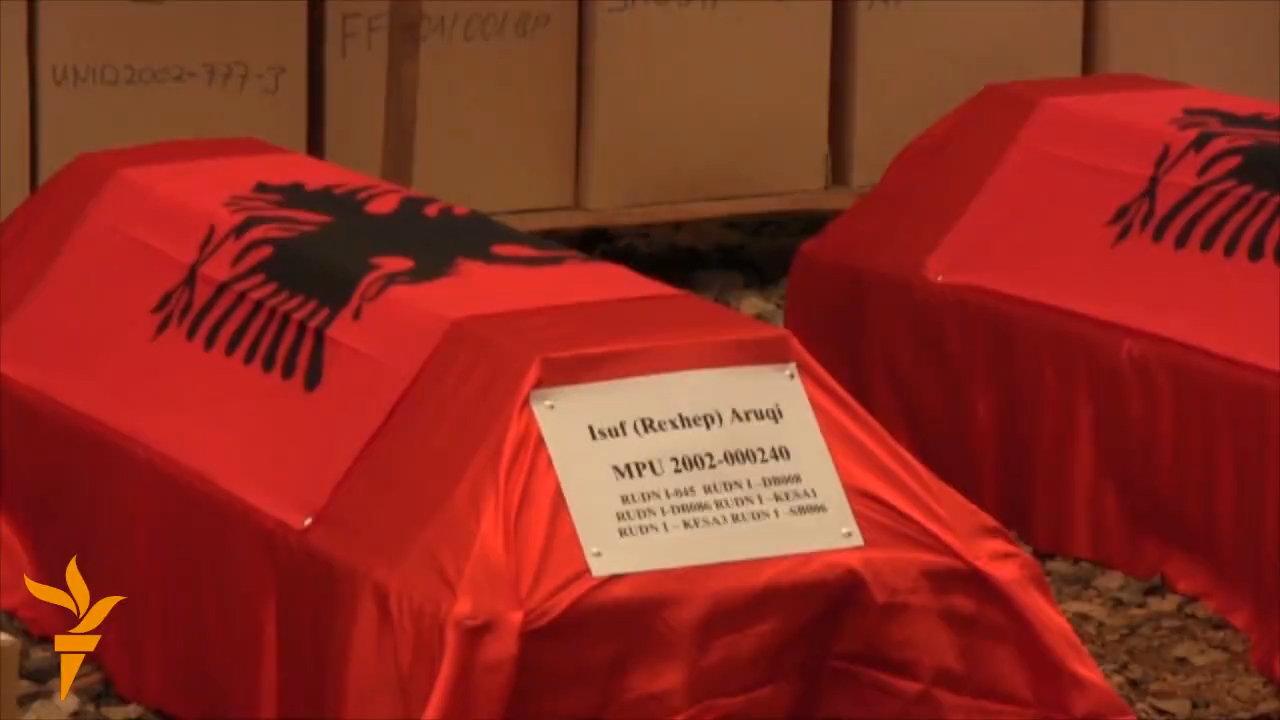 UNID2002-777-3
FF
Isuf (Rexhep) Aruqi
MPU 2002-000240
RUDN I-045 RUDN 1 -DB008
RUDN I-DB086 RUDN 1 -KESA1
RUDN 1 - KESA3 RUDN 1 -SB006